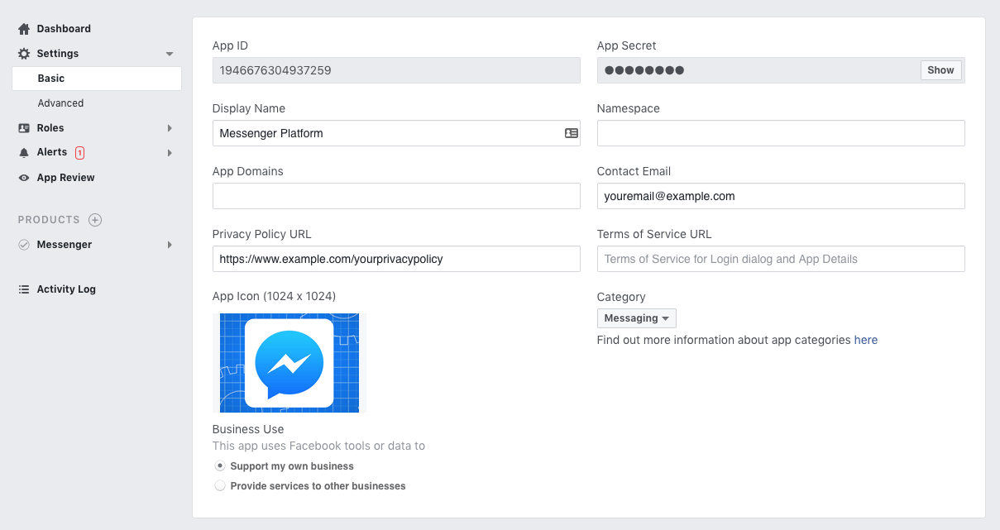 Dashboard
Settings
Basic
Advanced
Roles
Alerts 1
App Review
PRODUCTS
Messenger
Activity Log
App ID
1946676304937259
App Secret
●●●●●●●●
Show
Display Name
Messenger Platform
Namespace
App Domains
Contact Email
youremail@example.com
Privacy Policy URL
https://www.example.com/yourprivacypolicy
Terms of Service URL
Terms of Service for Login dialog and App Details
App Icon (1024 x 1024)
Category
Messaging
Find out more information about app categories here
Business Use
This app uses Facebook tools or data to
Support my own business
Provide services to other businesses